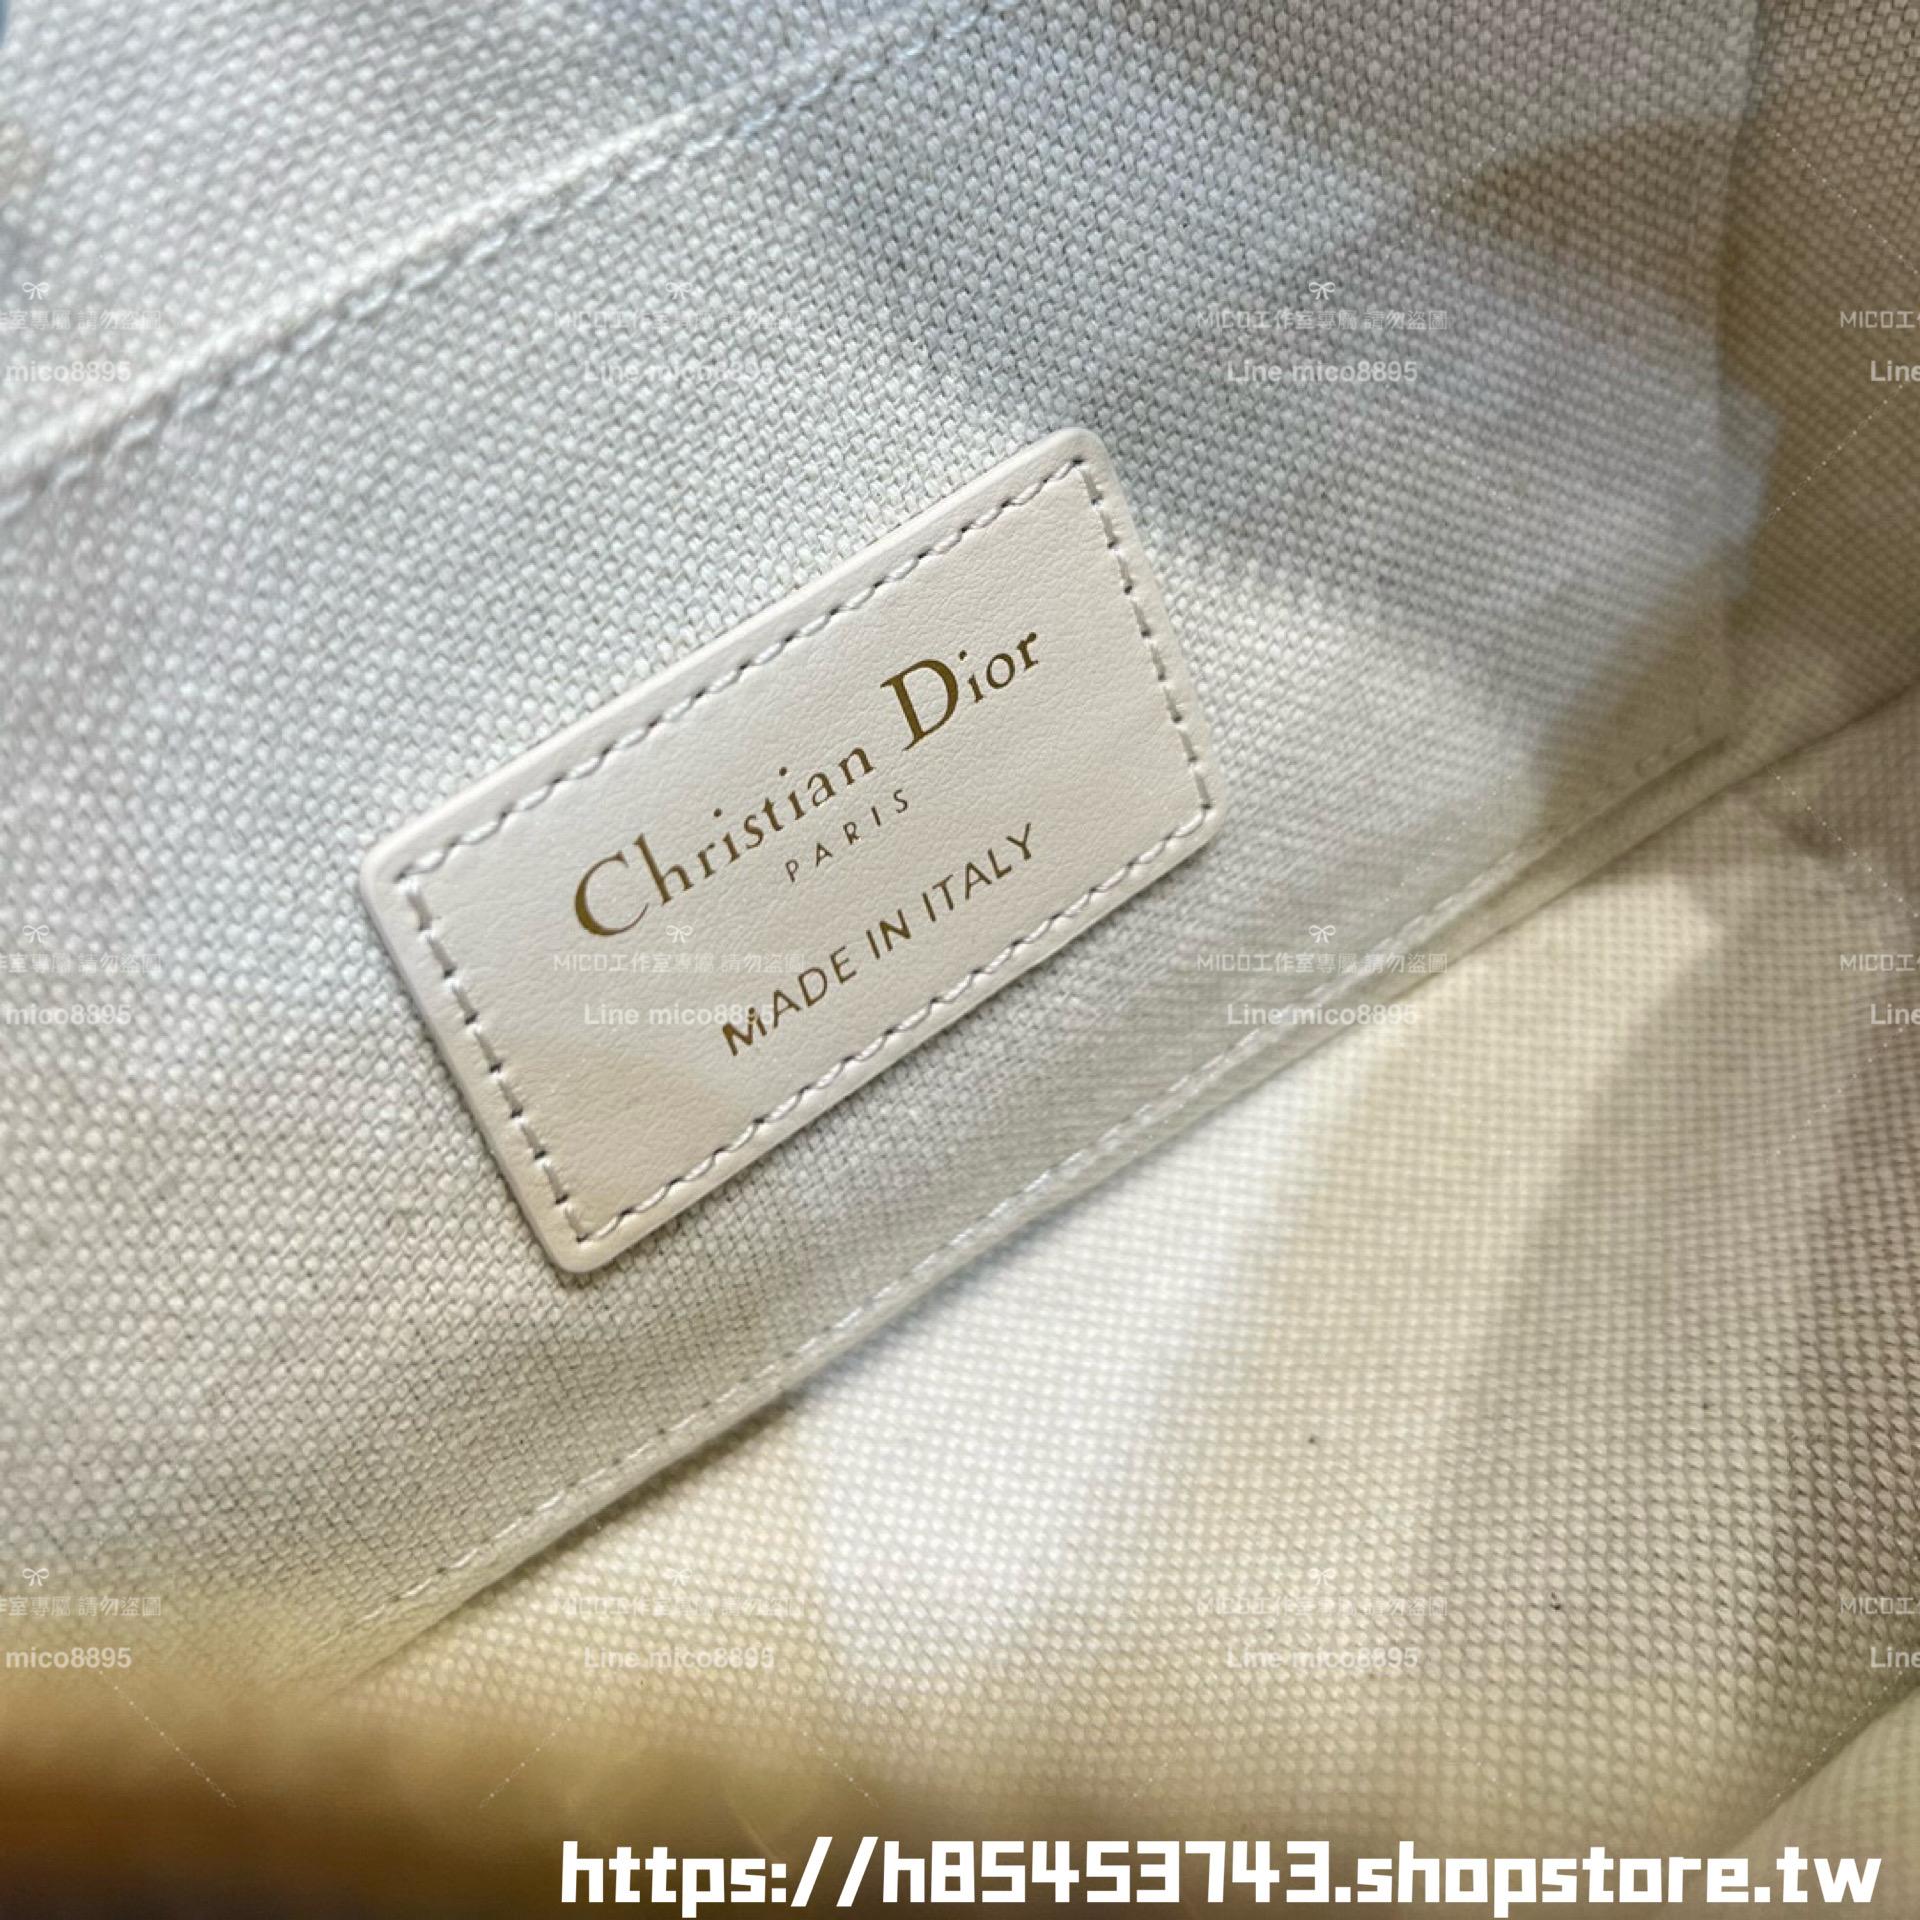 MICO工作室專屬 請勿盜圖
Line mico8895
Christian Dior
PARIS
MADE IN ITALY
https://h85453743.shopstore.tw